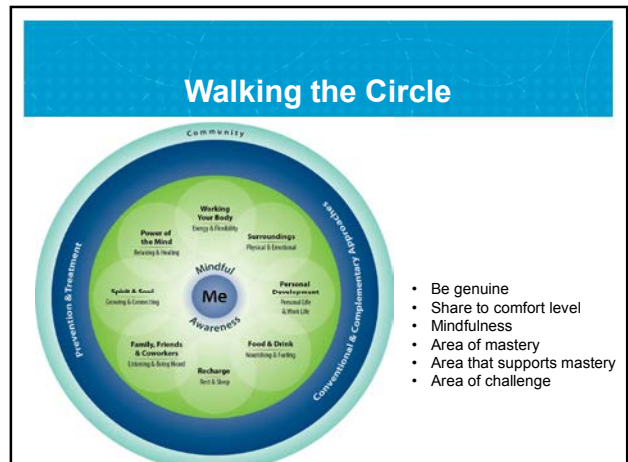 Walking the Circle
Community
Prevention & Treatment
Conventional & Complementary Approaches
Working
Your Body
Energy & Flexibility
Surroundings
Physical & Emotional
Personal
Development
Personal Life
& Work Life
Food & Drink
Nourishing & Fueling
Recharge
Rest & Sleep
Family, Friends
& Coworkers
Listening & Being Heard
Spirit & Soul
Growing & Connecting
Power of
the Mind
Relaxing & Healing
Mindful
Me
Awareness
• Be genuine
• Share to comfort level
• Mindfulness
• Area of mastery
• Area that supports mastery
• Area of challenge